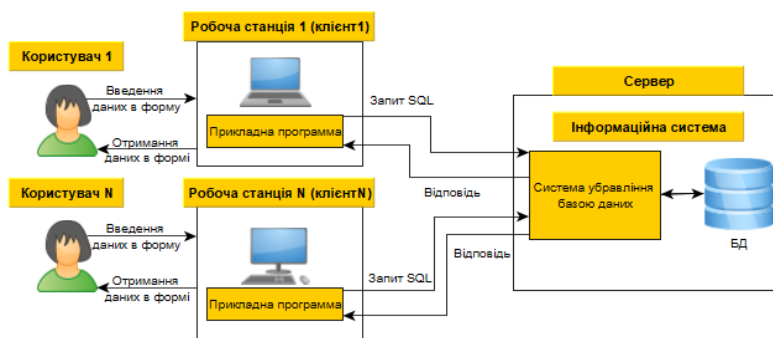 Робоча станція 1 (клієнт1)
Користувач 1
Введення
даних в форму
Прикладна программа
Отримання
даних в формі
Запит SQL
Відповідь
Користувач N
Робоча станція N (клієнтN)
Введення
даних в форму
Отримання
даних в формі
Прикладна программа
Запит SQL
Відповідь
Сервер
Інформаційна система
Система убравління
базою даних
БД